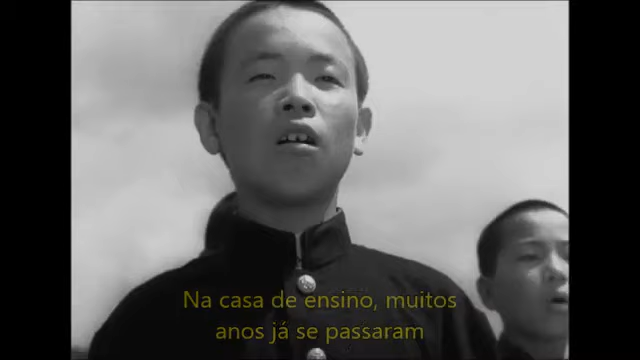 Na casa de ensino, muitos
anos já se passaram